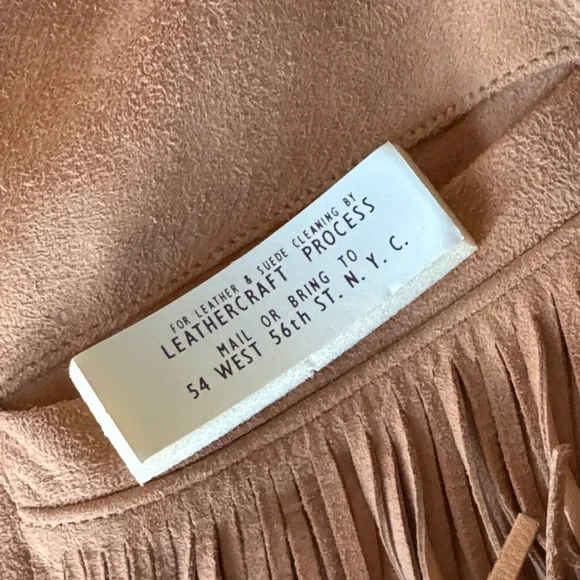 FOR LEATHER & SUEDE CLEANING BY
LEATHERCRAFT PROCESS
MAIL OR BRING TO
54 WEST 56th ST. N. Y. C.